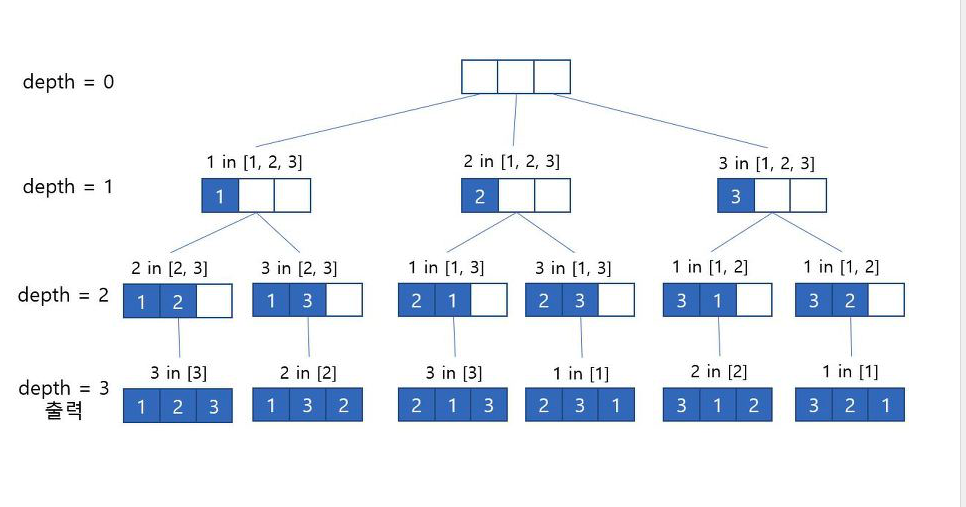 depth = 0
1 in [1, 2, 3]
2 in [1, 2, 3]
3 in [1, 2, 3]
depth = 1
1
2
3
2 in [2, 3]
3 in [2, 3]
1 in [1, 3]
3 in [1, 3]
1 in [1, 2]
1 in [1, 2]
depth = 2
1 2
1 3
2 1
2 3
3 1
3 2
3 in [3]
2 in [2]
3 in [3]
1 in [1]
2 in [2]
1 in [1]
depth = 3
출력
1 2 3
1 3 2
2 1 3
2 3 1
3 1 2
3 2 1